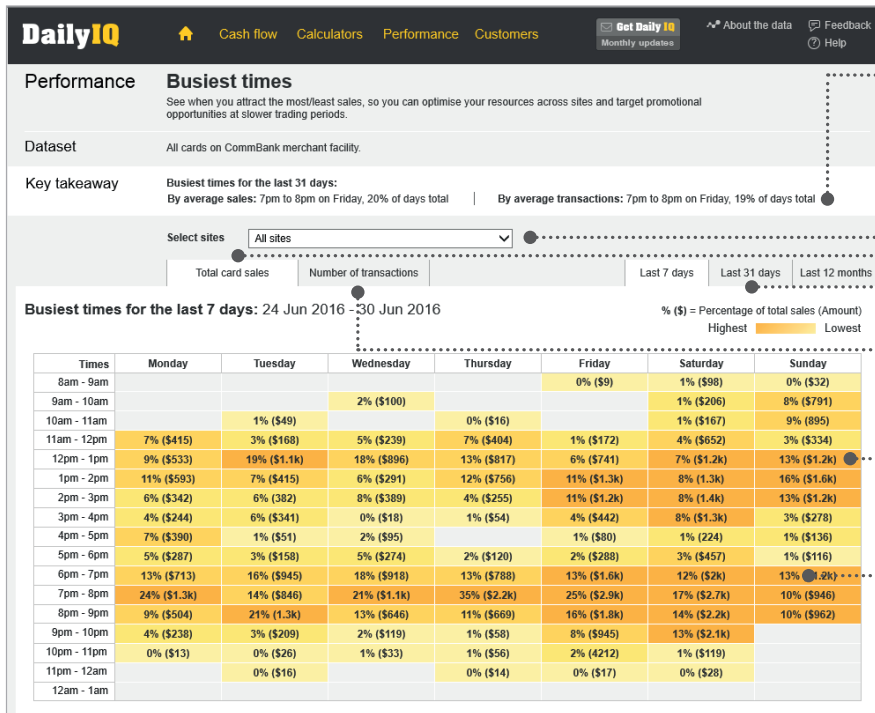 DailyIQ
Cash flow Calculators Performance Customers
Get Daily IQ
Monthly updates
About the data
Feedback
Help
Performance
Busiest times
See when you attract the most/least sales, so you can optimise your resources across sites and target promotional
opportunities at slower trading periods.
Dataset
All cards on CommBank merchant facility.
Key takeaway
Busiest times for the last 31 days:
By average sales: 7pm to 8pm on Friday, 20% of days total | By average transactions: 7pm to 8pm on Friday, 19% of days total
Select sites All sites
Total card sales Number of transactions Last 7 days Last 31 days Last 12 months
Busiest times for the last 7 days: 24 Jun 2016 - 30 Jun 2016
% ($) = Percentage of total sales (Amount)
Highest Lowest
Times Monday Tuesday Wednesday Thursday Friday Saturday Sunday
8am - 9am 0% ($9) 1% ($98) 0% ($32)
9am - 10am 2% ($100) 1% ($206) 8% ($791)
10am - 11am 1% ($49) 0% ($16) 1% ($167) 9% (895)
11am - 12pm 7% ($415) 3% ($168) 5% ($239) 7% ($404) 1% ($172) 4% ($652) 3% ($334)
12pm - 1pm 9% ($533) 19% ($1.1k) 18% ($896) 13% ($817) 6% ($741) 7% ($1.2k) 13% ($1.2k)
1pm - 2pm 11% ($593) 7% ($415) 6% ($291) 12% ($756) 11% ($1.3k) 8% (1.3k) 16% ($1.6k)
2pm - 3pm 6% ($342) 6% (382) 8% ($389) 4% ($255) 11% ($1.2k) 8% (1.4k) 13% ($1.2k)
3pm - 4pm 4% ($244) 6% ($341) 0% ($18) 1% ($54) 4% ($442) 8% ($1.3k) 3% ($278)
4pm - 5pm 7% ($390) 1% ($51) 2% ($95) 1% ($80) 1% (224) 1% ($136)
5pm - 6pm 5% ($287) 3% ($158) 5% ($274) 2% ($120) 2% ($288) 3% ($457) 1% ($116)
6pm - 7pm 13% ($713) 16% ($945) 18% ($918) 13% ($788) 13% ($1.6k) 12% ($2k) 13%
7pm - 8pm 24% ($1.3k) 14% ($846) 21% ($1.1k) 35% ($2.2k) 25% ($2.9k) 17% ($2.7k) 10% ($946)
8pm - 9pm 9% ($504) 21% (1.3k) 13% ($646) 11% ($669) 16% ($1.8k) 14% ($2.2k) 10% ($962)
9pm - 10pm 4% ($238) 3% ($209) 2% ($119) 1% ($58) 8% ($945) 13% ($2.1k)
10pm - 11pm 0% ($13) 0% ($26) 1% ($33) 1% ($56) 2% (4212) 1% ($119)
11pm - 12am 0% ($16) 0% ($14) 0% ($17) 0% ($28)
12am - 1am